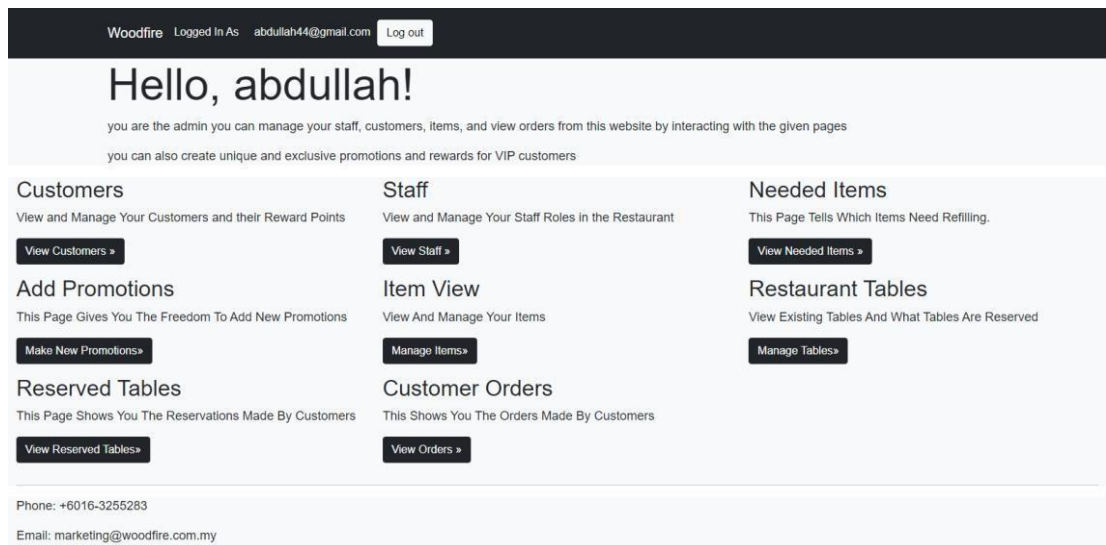 Woodfire Logged In As abdullah44@gmail.com Log out
Hello, abdullah!
you are the admin you can manage your staff, customers, items, and view orders from this website by interacting with the given pages
you can also create unique and exclusive promotions and rewards for VIP customers
Customers
View and Manage Your Customers and their Reward Points
View Customers »
Staff
View and Manage Your Staff Roles in the Restaurant
View Staff »
Needed Items
This Page Tells Which Items Need Refilling.
View Needed Items »
Add Promotions
This Page Gives You The Freedom To Add New Promotions
Make New Promotions»
Item View
View And Manage Your Items
Manage Items»
Restaurant Tables
View Existing Tables And What Tables Are Reserved
Manage Tables»
Reserved Tables
This Page Shows You The Reservations Made By Customers
View Reserved Tables»
Customer Orders
This Shows You The Orders Made By Customers
View Orders »
Phone: +6016-3255283
Email: marketing@woodfire.com.my